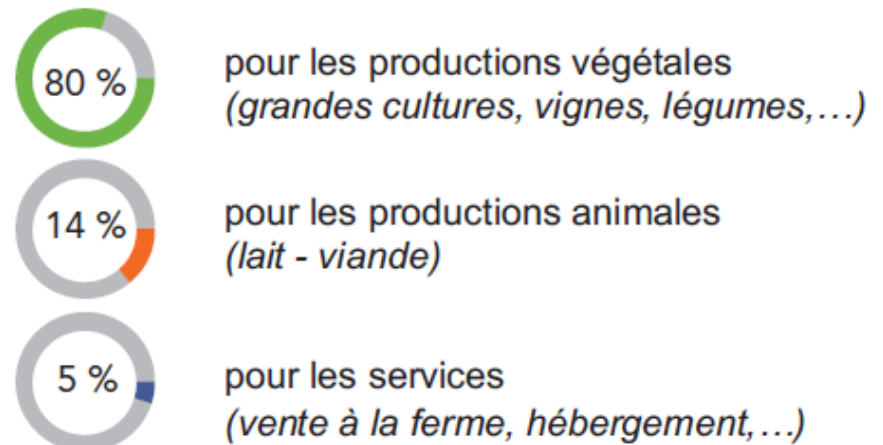 80 %
pour les productions végétales
(grandes cultures, vignes, légumes,…)
14 %
pour les productions animales
(lait - viande)
5 %
pour les services
(vente à la ferme, hébergement,…)